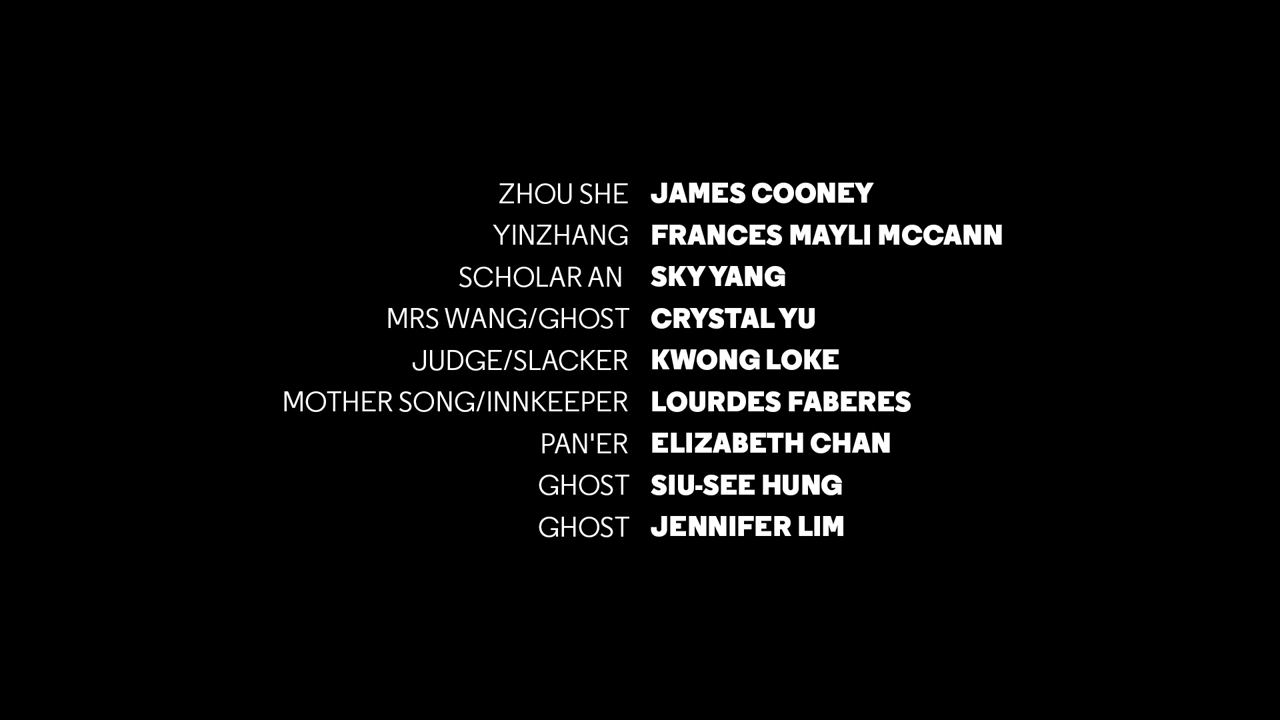 ZHOU SHE JAMES COONEY
YINZHANG FRANCES MAYLI MCCANN
SCHOLAR AN SKY YANG
MRS WANG/GHOST CRYSTAL YU
JUDGE/SLACKER KWONG LOKE
MOTHER SONG/INNKEEPER LOURDES FABERES
PAN'ER ELIZABETH CHAN
GHOST SIU-SEE HUNG
GHOST JENNIFER LIM